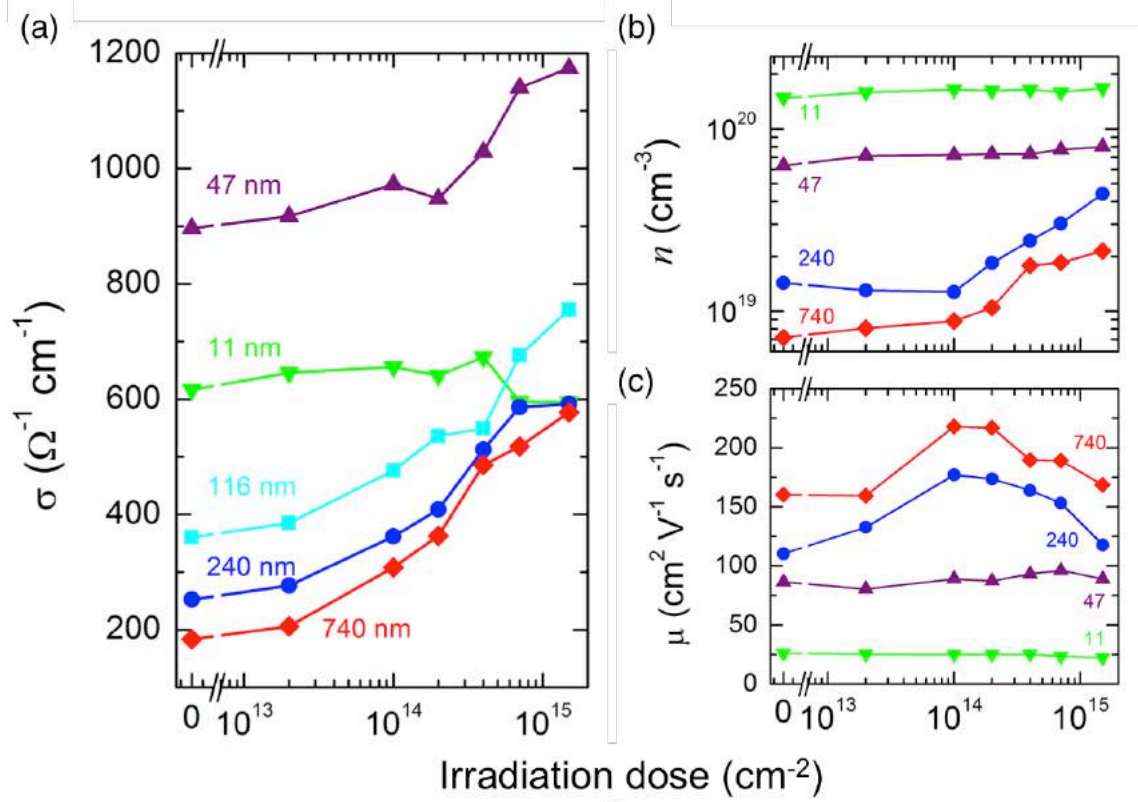 (a)
1200
1000
800
600
400
200
σ (Ω⁻¹ cm⁻¹)
47 nm
11 nm
116 nm
240 nm
740 nm
0 10¹³ 10¹⁴ 10¹⁵
(b)
10²⁰
10¹⁹
n (cm⁻³)
11
47
240
740
(c)
250
200
150
100
50
0
μ (cm² V⁻¹ s⁻¹)
740
240
47
11
0 10¹³ 10¹⁴ 10¹⁵
Irradiation dose (cm⁻²)